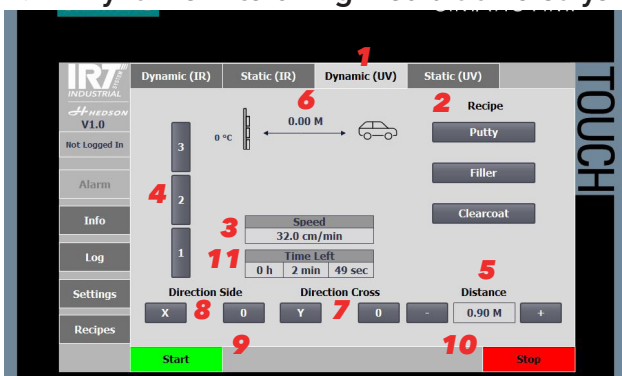 1
IRT
SYSTEM
INDUSTRIAL
HEDSON
V1.0
Not Logged In
Alarm
Info
Log
Settings
Recipes
Dynamic (IR) Static (IR) Dynamic (UV) Static (UV)
6
0.00 M
0 °C
2 Recipe
Putty
Filler
Clearcoat
3
4 2
1
3 Speed
32.0 cm/min
11 Time Left
0 h 2 min 49 sec
5
Direction Side Direction Cross Distance
X 8 0 Y 7 0 - 0.90 M +
9 10
Start Stop
TOUCH